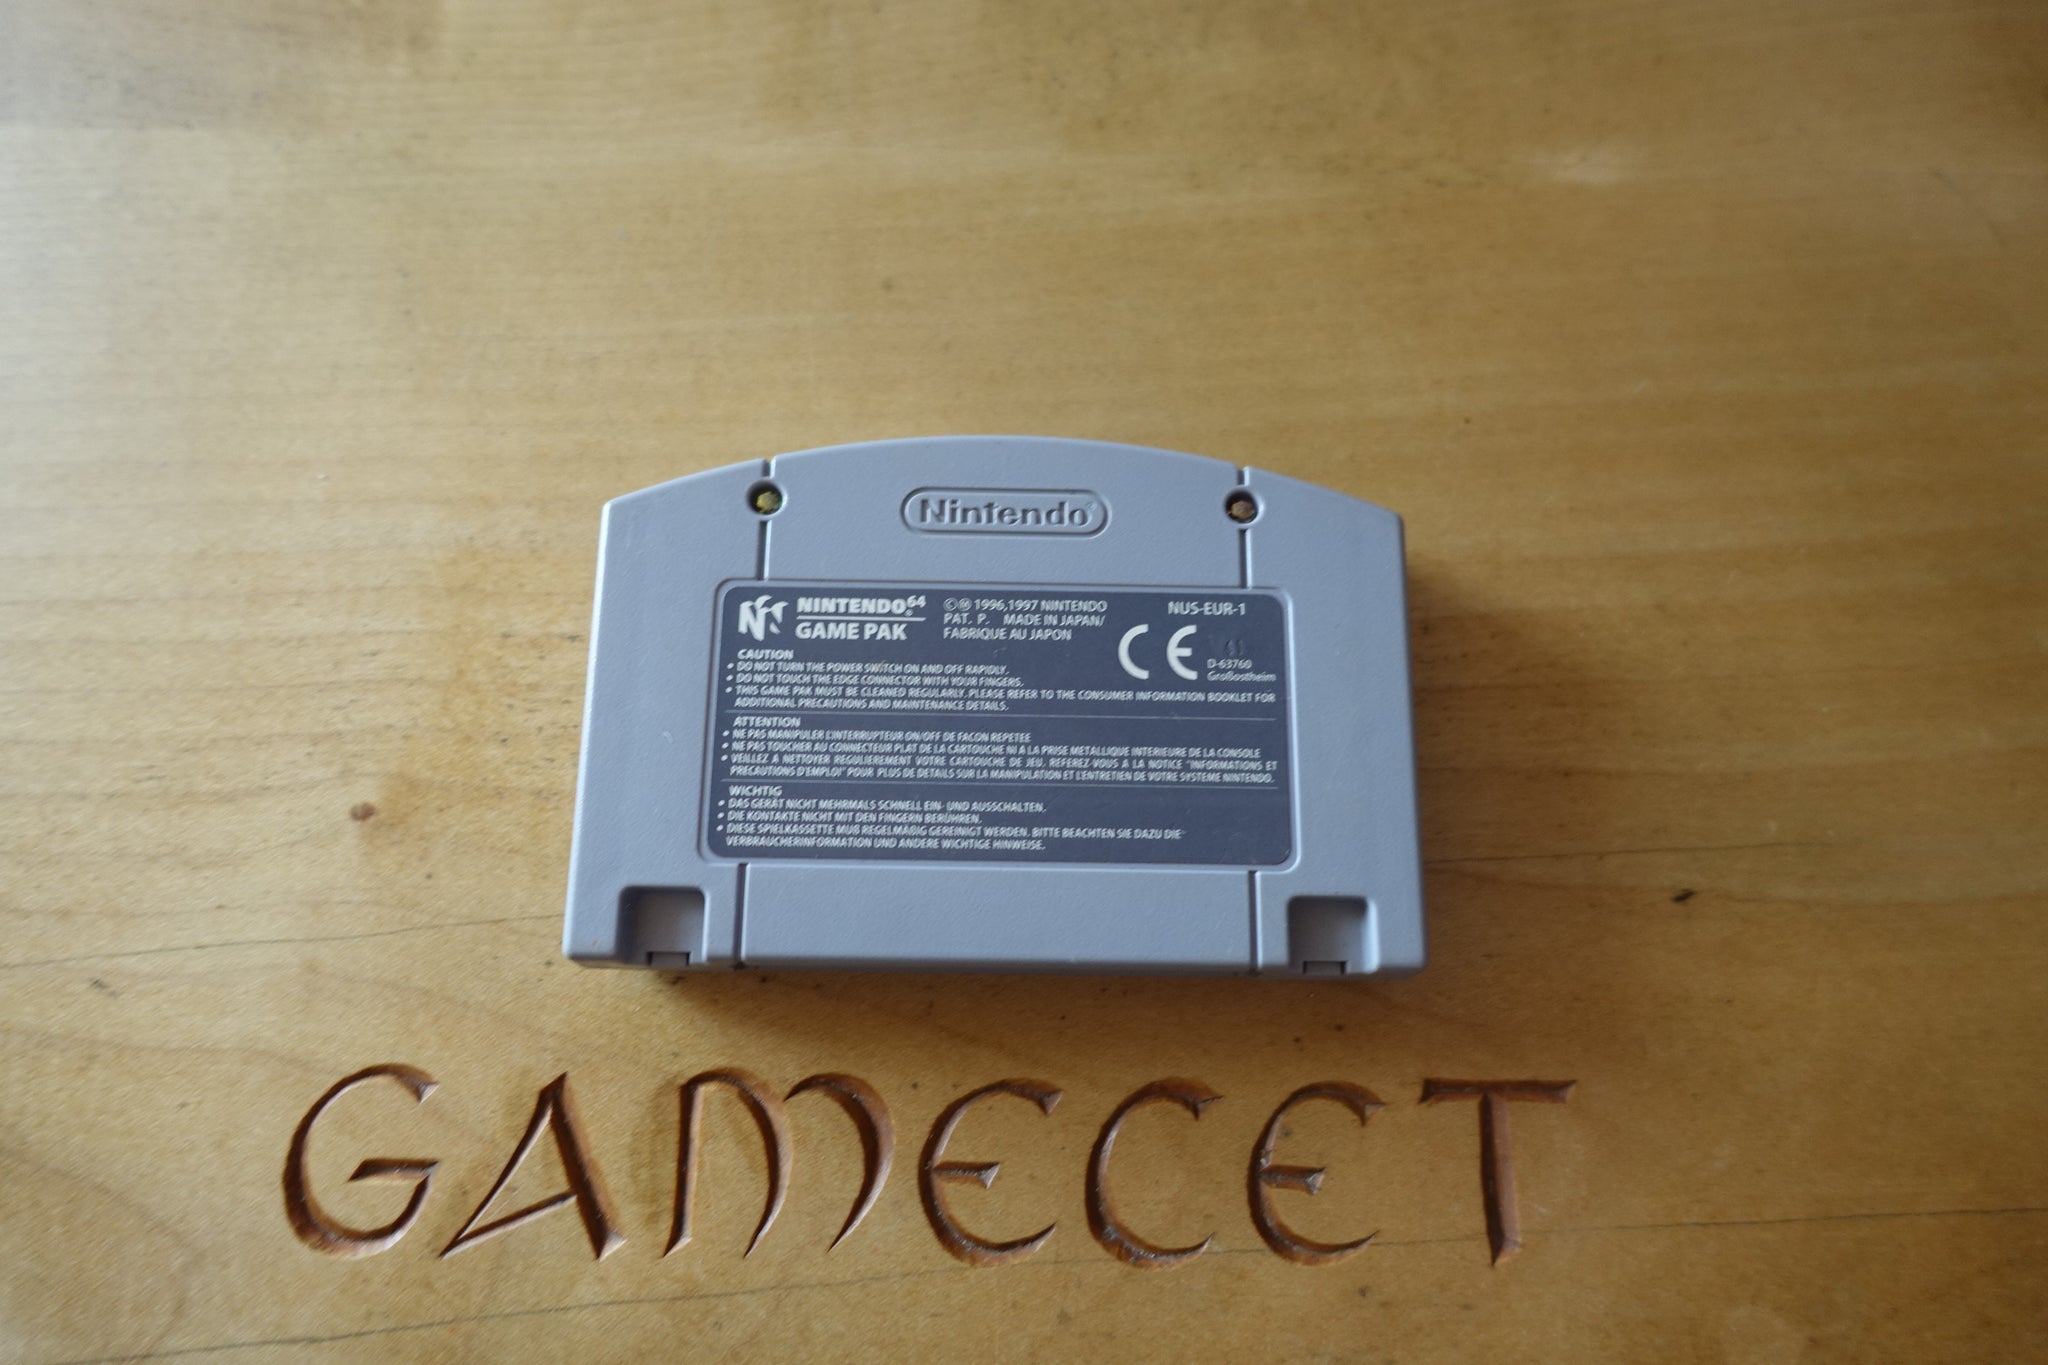 Nintendo
NINTENDO64
GAME PAK
©Ⓜ 1996,1997 NINTENDO
PAT. P. MADE IN JAPAN/
FABRIQUE AU JAPON
NUS-EUR-1
CE
41
D-63760
Großostheim
CAUTION
• DO NOT TURN THE POWER SWITCH ON AND OFF RAPIDLY.
• DO NOT TOUCH THE EDGE CONNECTOR WITH YOUR FINGERS.
• THIS GAME PAK MUST BE CLEANED REGULARLY. PLEASE REFER TO THE CONSUMER INFORMATION BOOKLET FOR
ADDITIONAL PRECAUTIONS AND MAINTENANCE DETAILS.
ATTENTION
• NE PAS MANIPULER L'INTERRUPTEUR ON/OFF DE FACON REPETEE
• NE PAS TOUCHER AU CONNECTEUR PLAT DE LA CARTOUCHE NI A LA PRISE METALLIQUE INTERIEURE DE LA CONSOLE
• VEILLEZ A NETTOYER REGULIEREMENT VOTRE CARTOUCHE DE JEU. REFEREZ-VOUS A LA NOTICE "INFORMATIONS ET
PRECAUTIONS D'EMPLOI" POUR PLUS DE DETAILS SUR LA MANIPULATION ET L'ENTRETIEN DE VOTRE SYSTEME NINTENDO.
WICHTIG
• DAS GERÄT NICHT MEHRMALS SCHNELL EIN- UND AUSSCHALTEN.
• DIE KONTAKTE NICHT MIT DEN FINGERN BERÜHREN.
• DIESE SPIELKASSETTE MUß REGELMÄßIG GEREINIGT WERDEN. BITTE BEACHTEN SIE DAZU DIE
VERBRAUCHERINFORMATION UND ANDERE WICHTIGE HINWEISE.
GAMECET